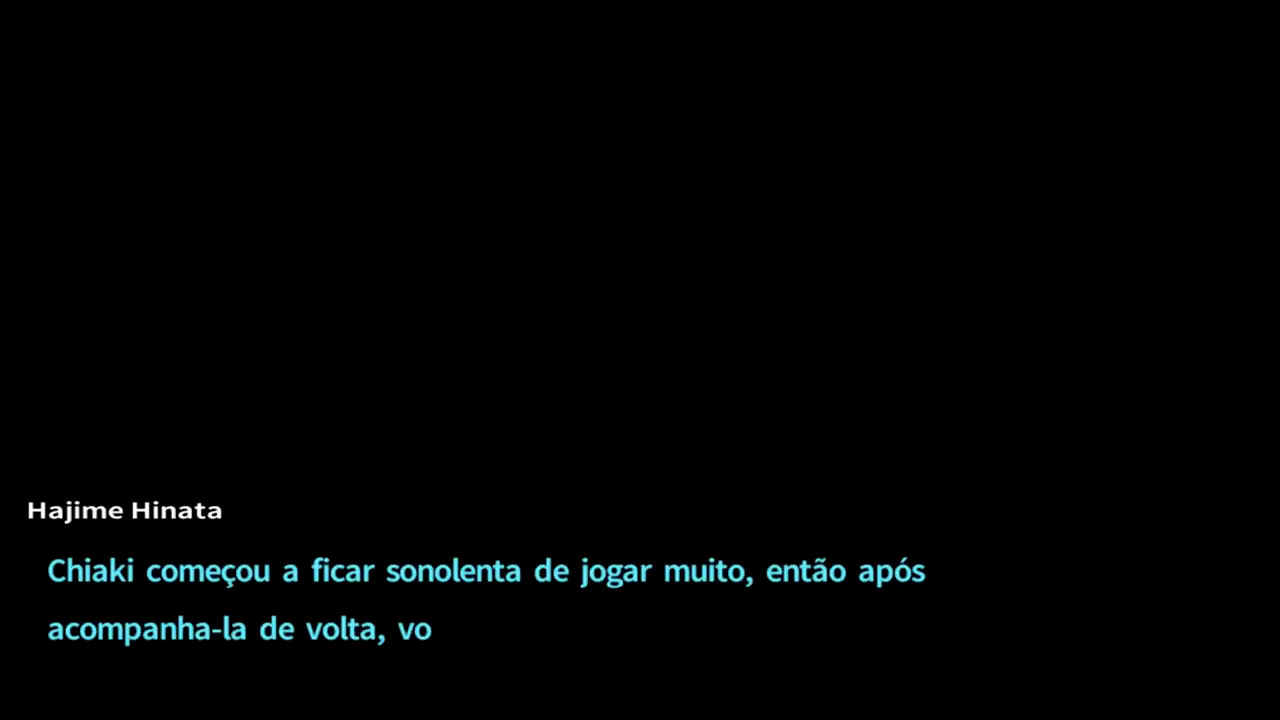 Hajime Hinata
Chiaki começou a ficar sonolenta de jogar muito, então após
acompanha-la de volta, vo